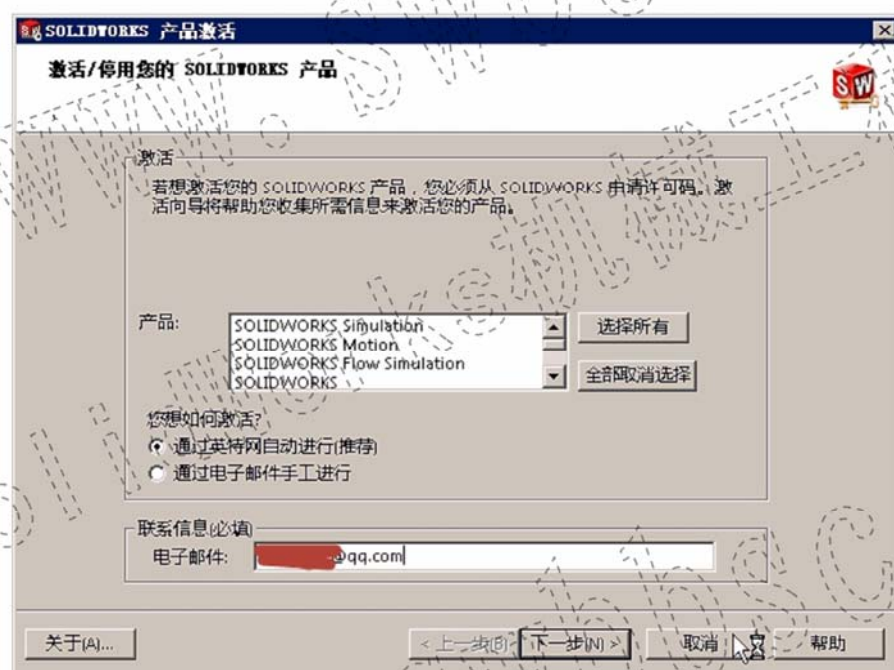 SOLIDWORKS 产品激活
激活/停用您的 SOLIDWORKS 产品
SW
激活
若想激活您的 SOLIDWORKS 产品，您必须从 SOLIDWORKS 申请许可码。激
活向导将帮助您收集所需信息来激活您的产品。
产品:
SOLIDWORKS Simulation
SOLIDWORKS Motion
SOLIDWORKS Flow Simulation
SOLIDWORKS
选择所有
全部取消选择
您想如何激活?
通过英特网自动进行(推荐)
通过电子邮件手工进行
联系信息(必填)
电子邮件:
@qq.com
关于(A)...
< 上一步(B)
下一步(N) >
取消
帮助